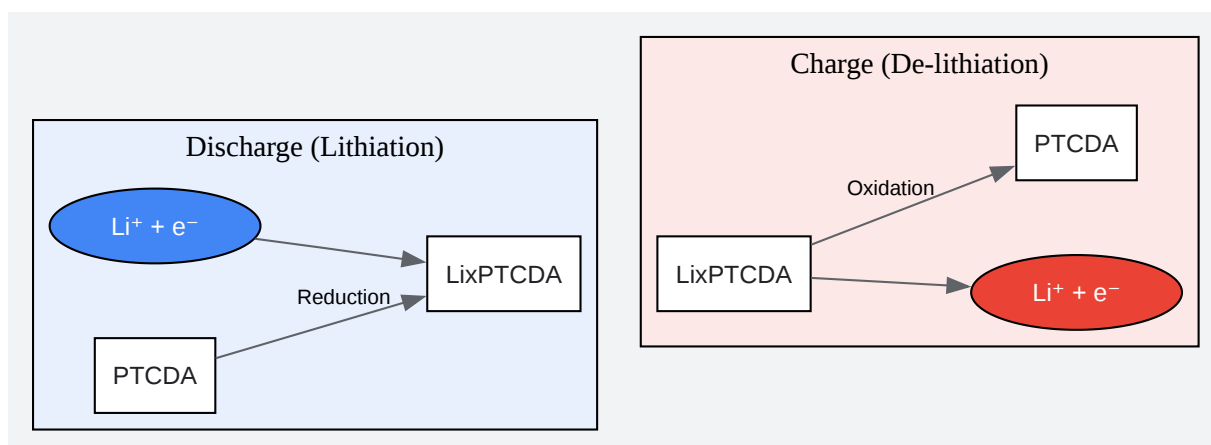 Discharge (Lithiation)
Li⁺ + e⁻
LixPTCDA
Reduction
PTCDA
Charge (De-lithiation)
PTCDA
Oxidation
LixPTCDA
Li⁺ + e⁻